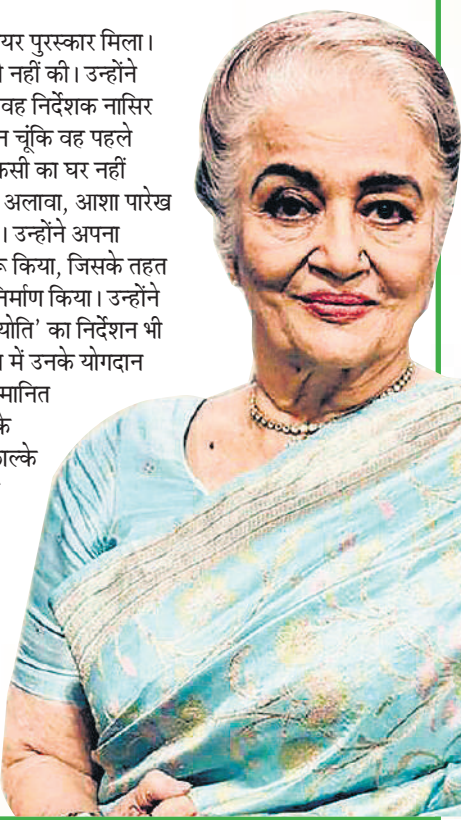 यर पुरस्कार मिला।
नहीं की। उन्होंने
वह निर्देशक नासिर
न चूंकि वह पहले
कसी का घर नहीं
अलावा, आशा पारेख
। उन्होंने अपना
किया, जिसके तहत
निर्माण किया। उन्होंने
योति’ का निर्देशन भी
में उनके योगदान
मानित
के
ाल्के